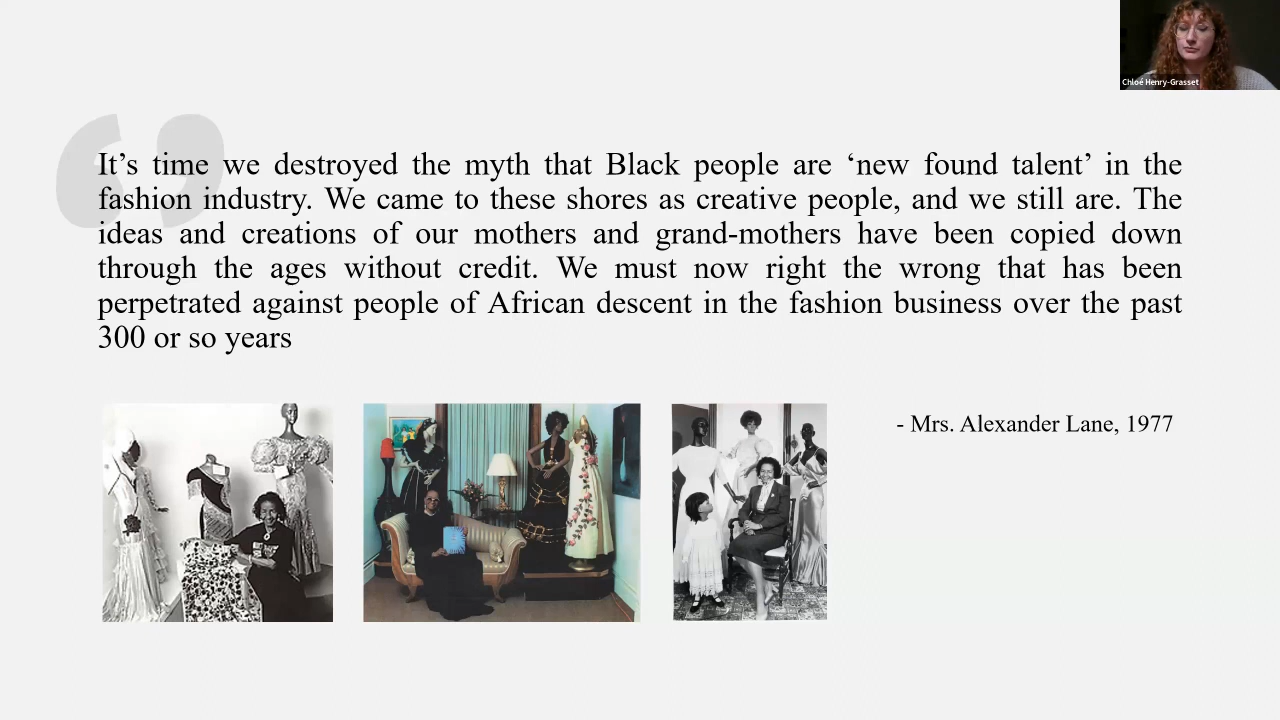 Chloé Henry-Grasset
It’s time we destroyed the myth that Black people are ‘new found talent’ in the
fashion industry. We came to these shores as creative people, and we still are. The
ideas and creations of our mothers and grand-mothers have been copied down
through the ages without credit. We must now right the wrong that has been
perpetrated against people of African descent in the fashion business over the past
300 or so years
- Mrs. Alexander Lane, 1977